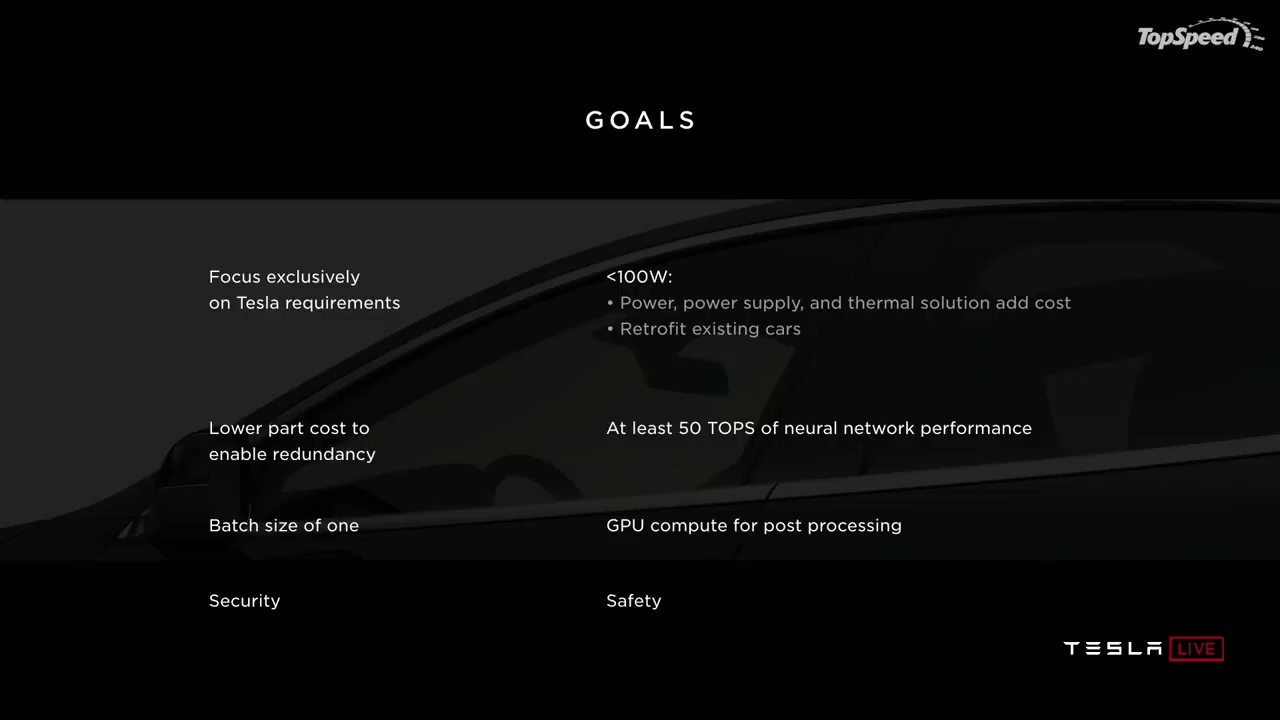 TopSpeed
GOALS
Focus exclusively
on Tesla requirements
<100W:
• Power, power supply, and thermal solution add cost
• Retrofit existing cars
Lower part cost to
enable redundancy
At least 50 TOPS of neural network performance
Batch size of one
GPU compute for post processing
Security
Safety
TESLA LIVE